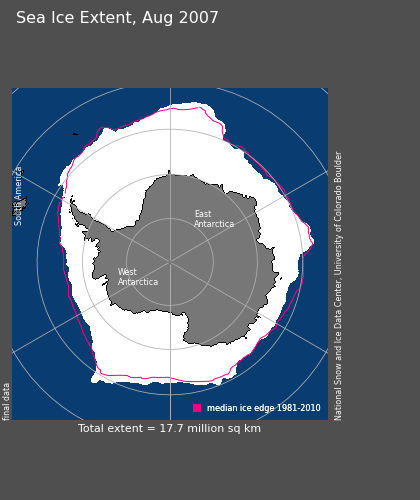 Sea Ice Extent, Aug 2007
South America
East
Antarctica
West
Antarctica
National Snow and Ice Data Center, University of Colorado Boulder
final data
median ice edge 1981-2010
Total extent = 17.7 million sq km